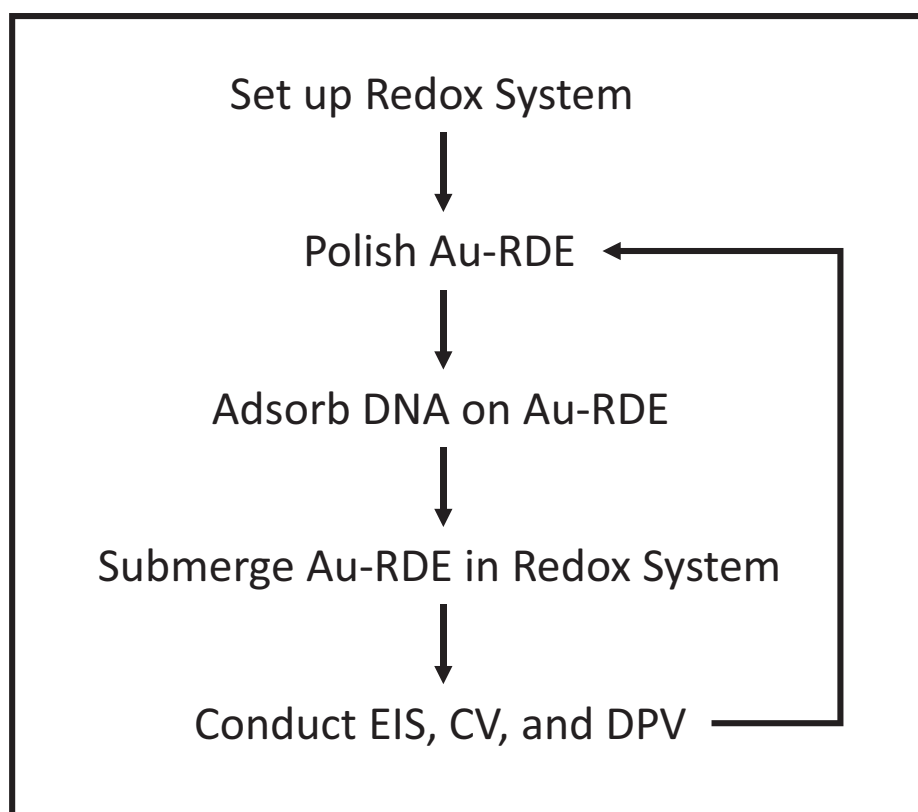 Set up Redox System
Polish Au-RDE
Adsorb DNA on Au-RDE
Submerge Au-RDE in Redox System
Conduct EIS, CV, and DPV